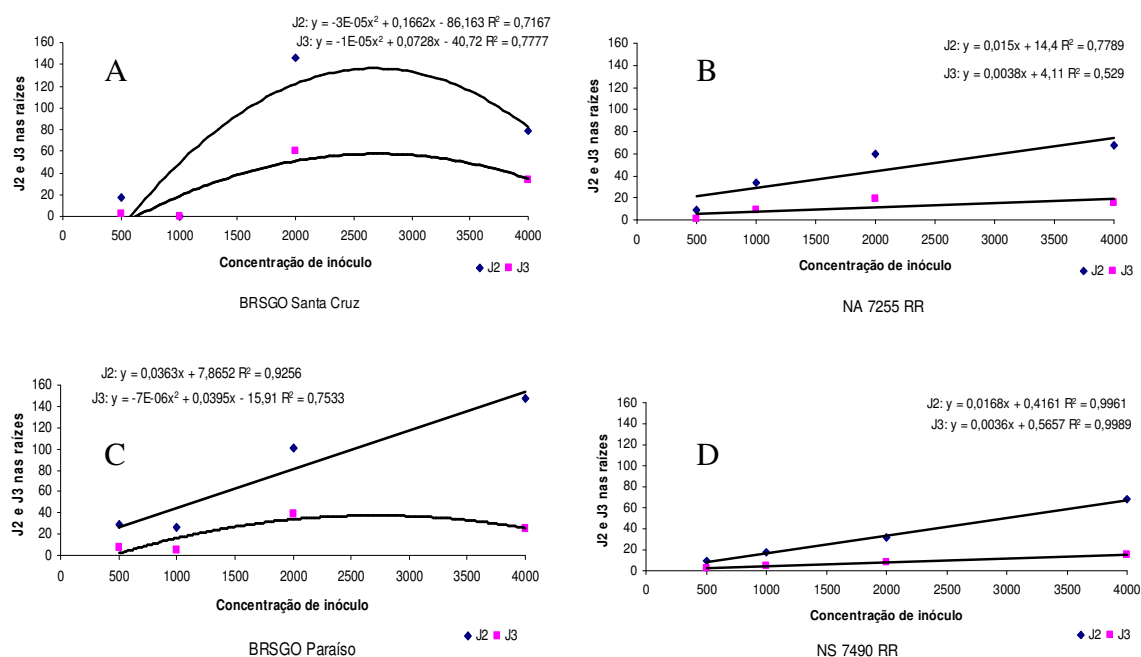 J2: y = -3E-05x² + 0,1662x - 86,163 R² = 0,7167
J3: y = -1E-05x² + 0,0728x - 40,72 R² = 0,7777
A
J2 e J3 nas raízes
160
140
120
100
80
60
40
20
0
0 500 1000 1500 2000 2500 3000 3500 4000
Concentração de inóculo
J2 J3
BRSGO Santa Cruz
J2: y = 0,015x + 14,4 R² = 0,7789
J3: y = 0,0038x + 4,11 R² = 0,529
B
J2 e J3 nas raízes
160
140
120
100
80
60
40
20
0
0 500 1000 1500 2000 2500 3000 3500 4000
Concentração de inóculo
J2 J3
NA 7255 RR
J2: y = 0,0363x + 7,8652 R² = 0,9256
J3: y = -7E-06x² + 0,0395x - 15,91 R² = 0,7533
C
J2 e J3 nas raízes
160
140
120
100
80
60
40
20
0
0 500 1000 1500 2000 2500 3000 3500 4000
Concentração de inóculo
J2 J3
BRSGO Paraíso
J2: y = 0,0168x + 0,4161 R² = 0,9961
J3: y = 0,0036x + 0,5657 R² = 0,9989
D
J2 e J3 nas raízes
160
140
120
100
80
60
40
20
0
0 500 1000 1500 2000 2500 3000 3500 4000
Concentração de inóculo
J2 J3
NS 7490 RR